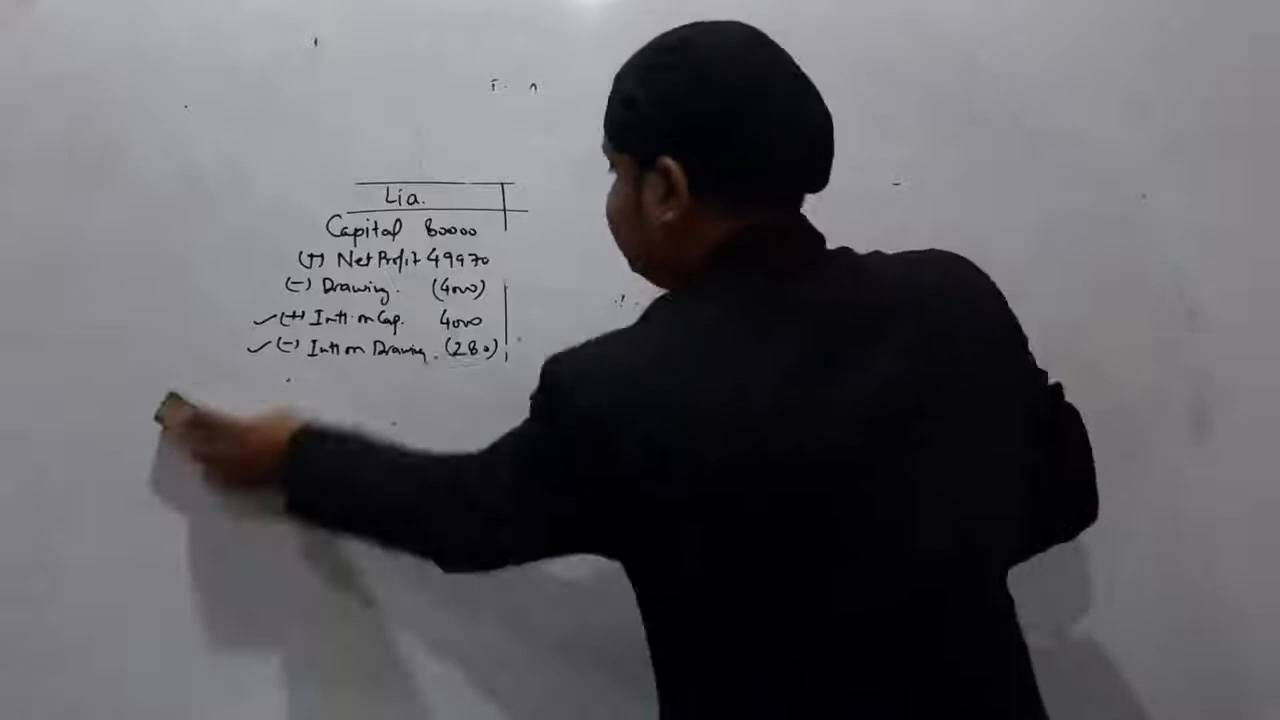 Lia.
Capital 80000
(+) Net Profit 49970
(-) Drawing. (4000)
✓ (+) Intt. on Cap. 4000
✓ (-) Intt on Drawing. (280)